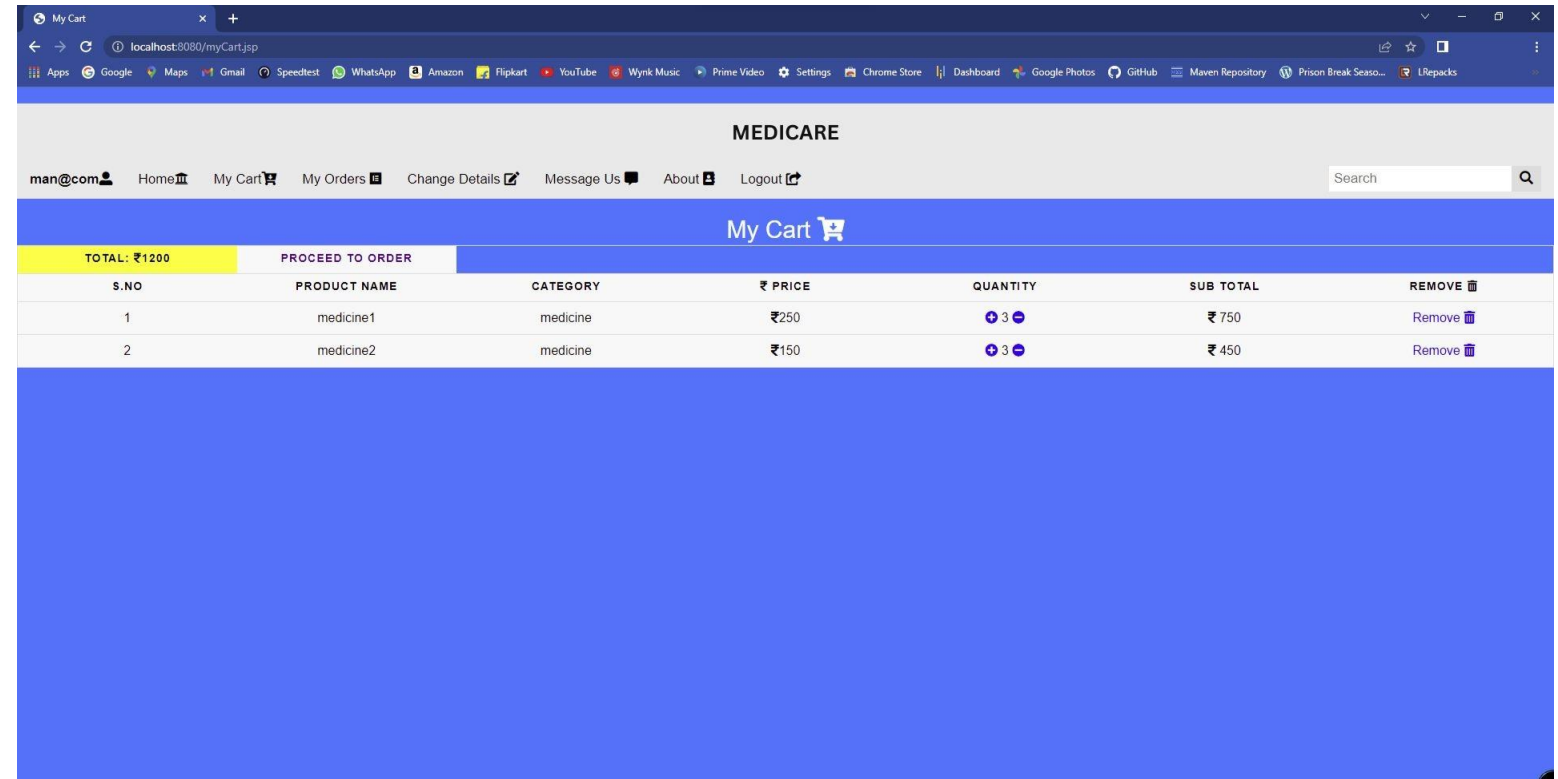 My Cart
localhost:8080/myCart.jsp
Apps Google Maps Gmail Speedtest WhatsApp Amazon Flipkart YouTube Wynk Music Prime Video Settings Chrome Store Dashboard Google Photos GitHub Maven Repository Prison Break Seaso... LRepacks
MEDICARE
man@com Home My Cart My Orders Change Details Message Us About Logout Search
My Cart
TOTAL: ₹1200 PROCEED TO ORDER
S.NO PRODUCT NAME CATEGORY ₹ PRICE QUANTITY SUB TOTAL REMOVE
1 medicine1 medicine ₹250 3 ₹ 750 Remove
2 medicine2 medicine ₹150 3 ₹ 450 Remove